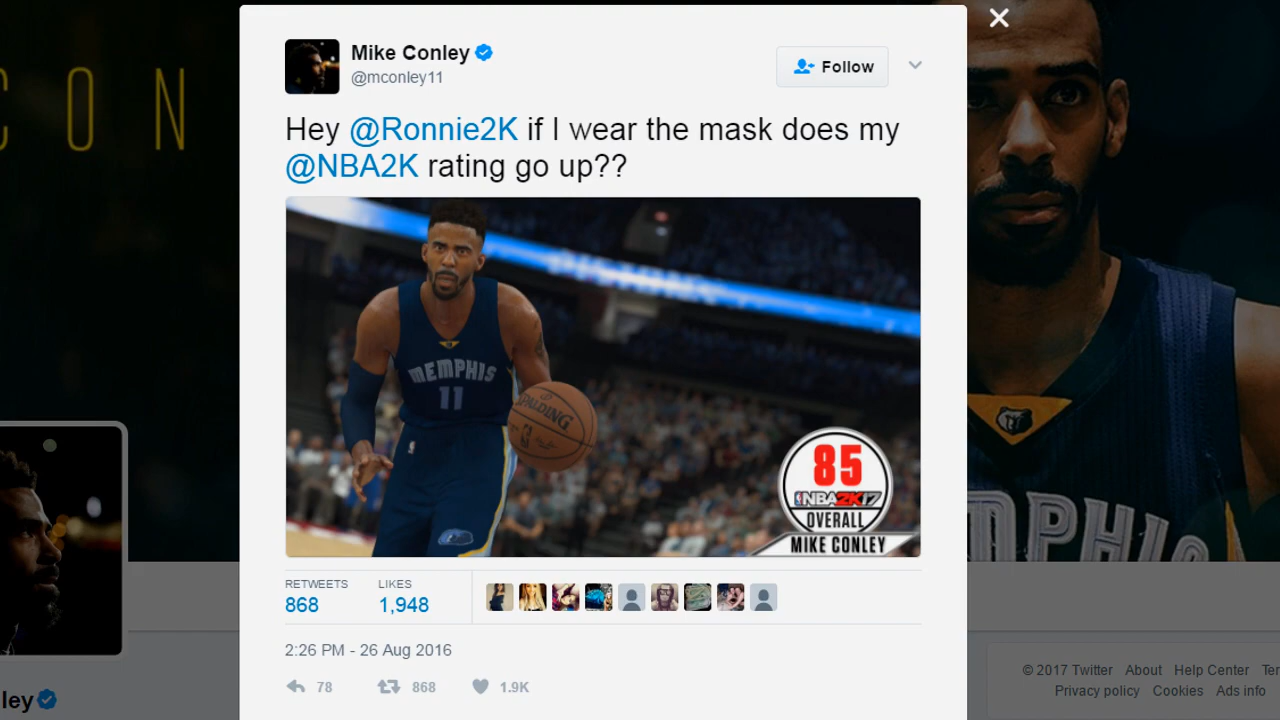 CON
Mike Conley
@mconley11
Follow
Hey @Ronnie2K if I wear the mask does my
@NBA2K rating go up??
PISTONS
MEMPHIS
11
SPALDING
85
NBA2K17
OVERALL
MIKE CONLEY
MPHI
RETWEETS LIKES
868 1,948
2:26 PM - 26 Aug 2016
78 868 1.9K
ley
© 2017 Twitter About Help Center Ter
Privacy policy Cookies Ads info